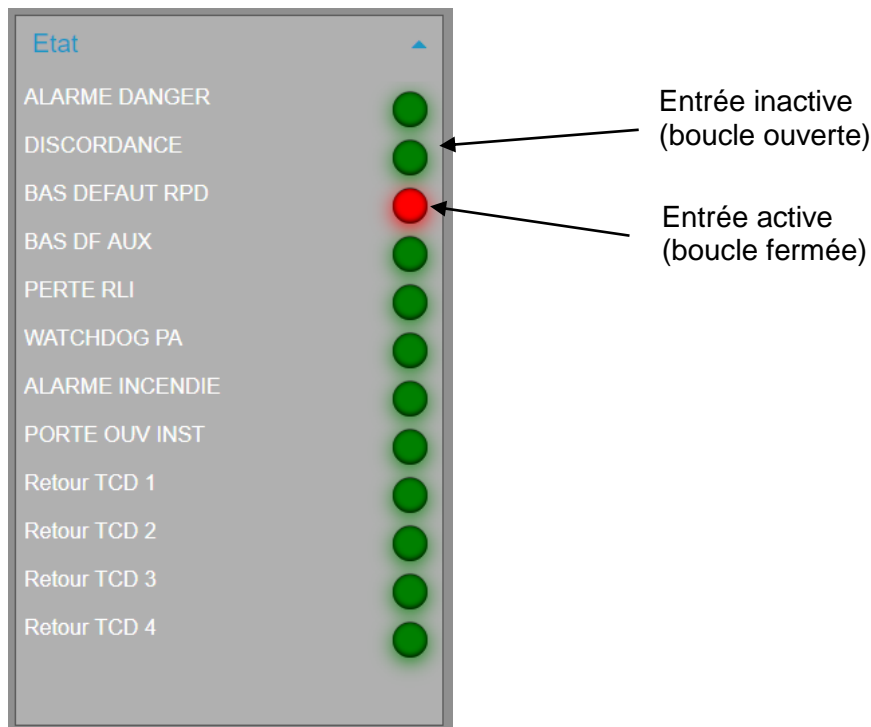 Etat
ALARME DANGER
DISCORDANCE
BAS DEFAUT RPD
BAS DF AUX
PERTE RLI
WATCHDOG PA
ALARME INCENDIE
PORTE OUV INST
Retour TCD 1
Retour TCD 2
Retour TCD 3
Retour TCD 4
Entrée inactive
(boucle ouverte)
Entrée active
(boucle fermée)